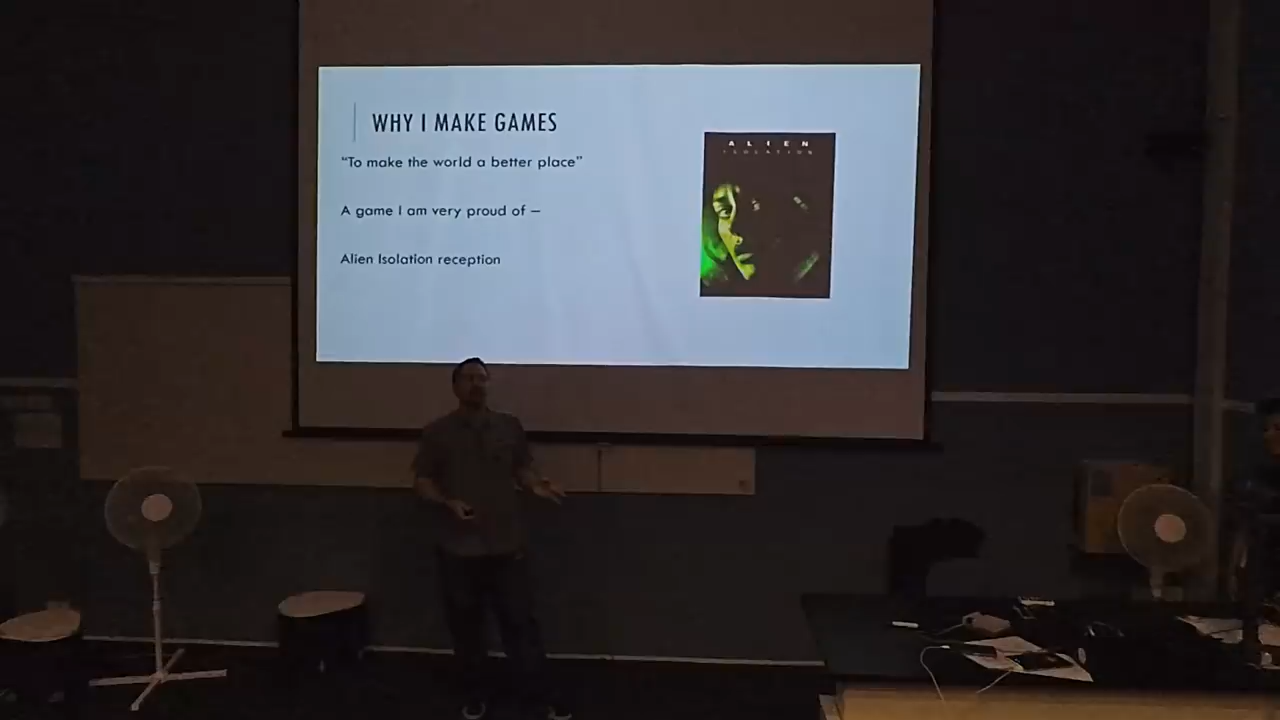 WHY I MAKE GAMES
“To make the world a better place”
A game I am very proud of –
Alien Isolation reception
ALIEN
ISOLATION